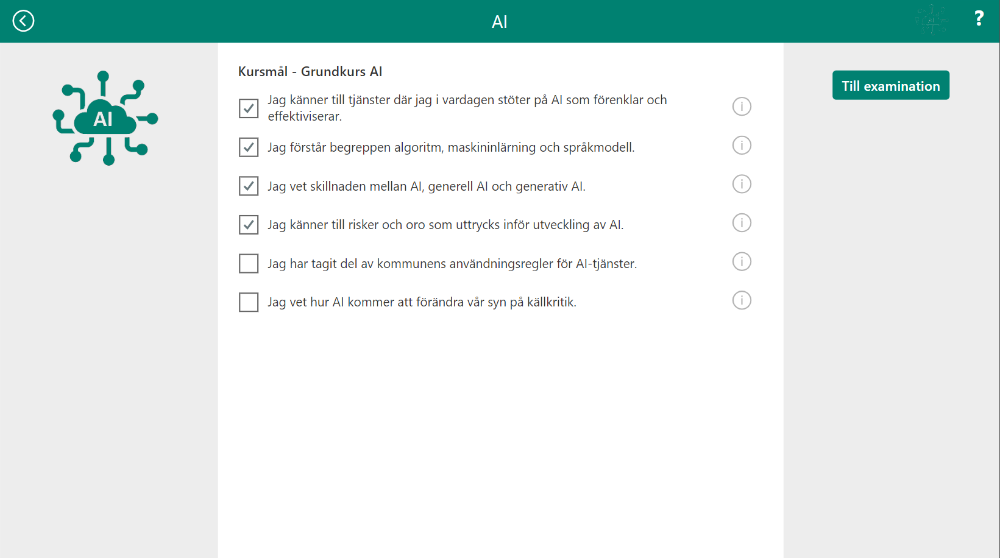 AI
?
AI
Kursmål - Grundkurs AI
Jag känner till tjänster där jag i vardagen stöter på AI som förenklar och
effektiviserar.
Jag förstår begreppen algoritm, maskininlärning och språkmodell.
Jag vet skillnaden mellan AI, generell AI och generativ AI.
Jag känner till risker och oro som uttrycks inför utveckling av AI.
Jag har tagit del av kommunens användningsregler för AI-tjänster.
Jag vet hur AI kommer att förändra vår syn på källkritik.
Till examination